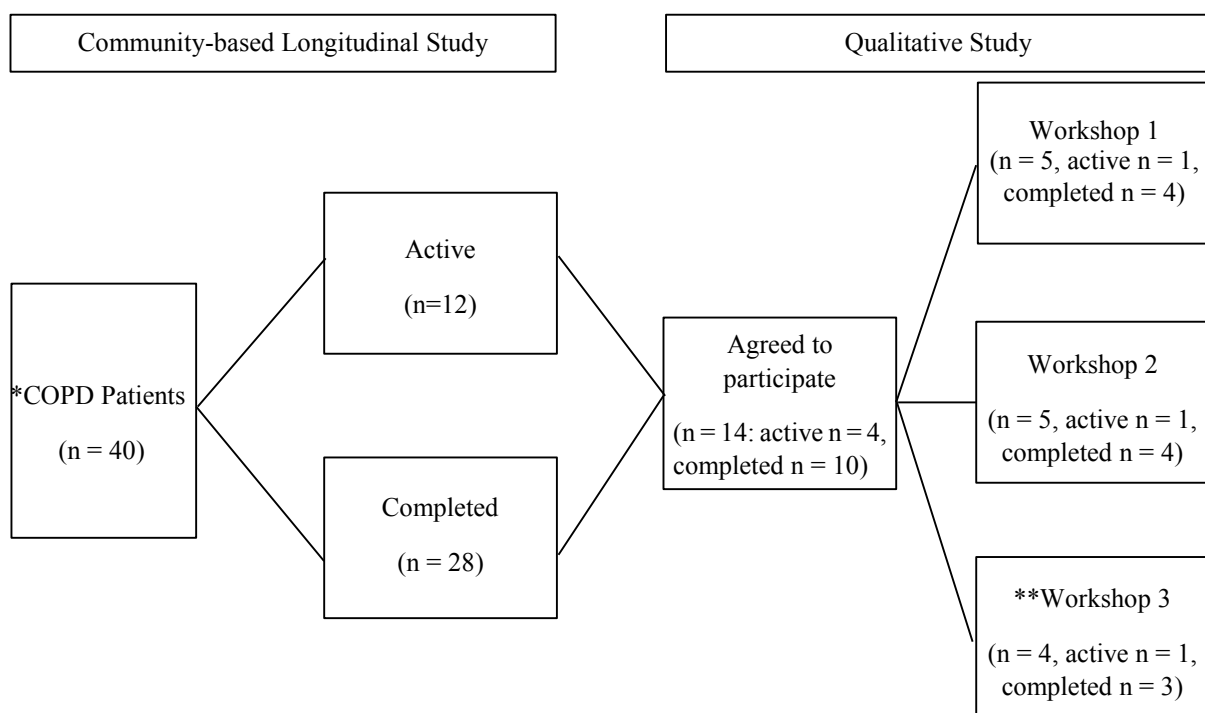 Community-based Longitudinal Study
Qualitative Study
*COPD Patients
(n = 40)
Active
(n=12)
Completed
(n = 28)
Agreed to
participate
(n = 14: active n = 4,
completed n = 10)
Workshop 1
(n = 5, active n = 1,
completed n = 4)
Workshop 2
(n = 5, active n = 1,
completed n = 4)
**Workshop 3
(n = 4, active n = 1,
completed n = 3)